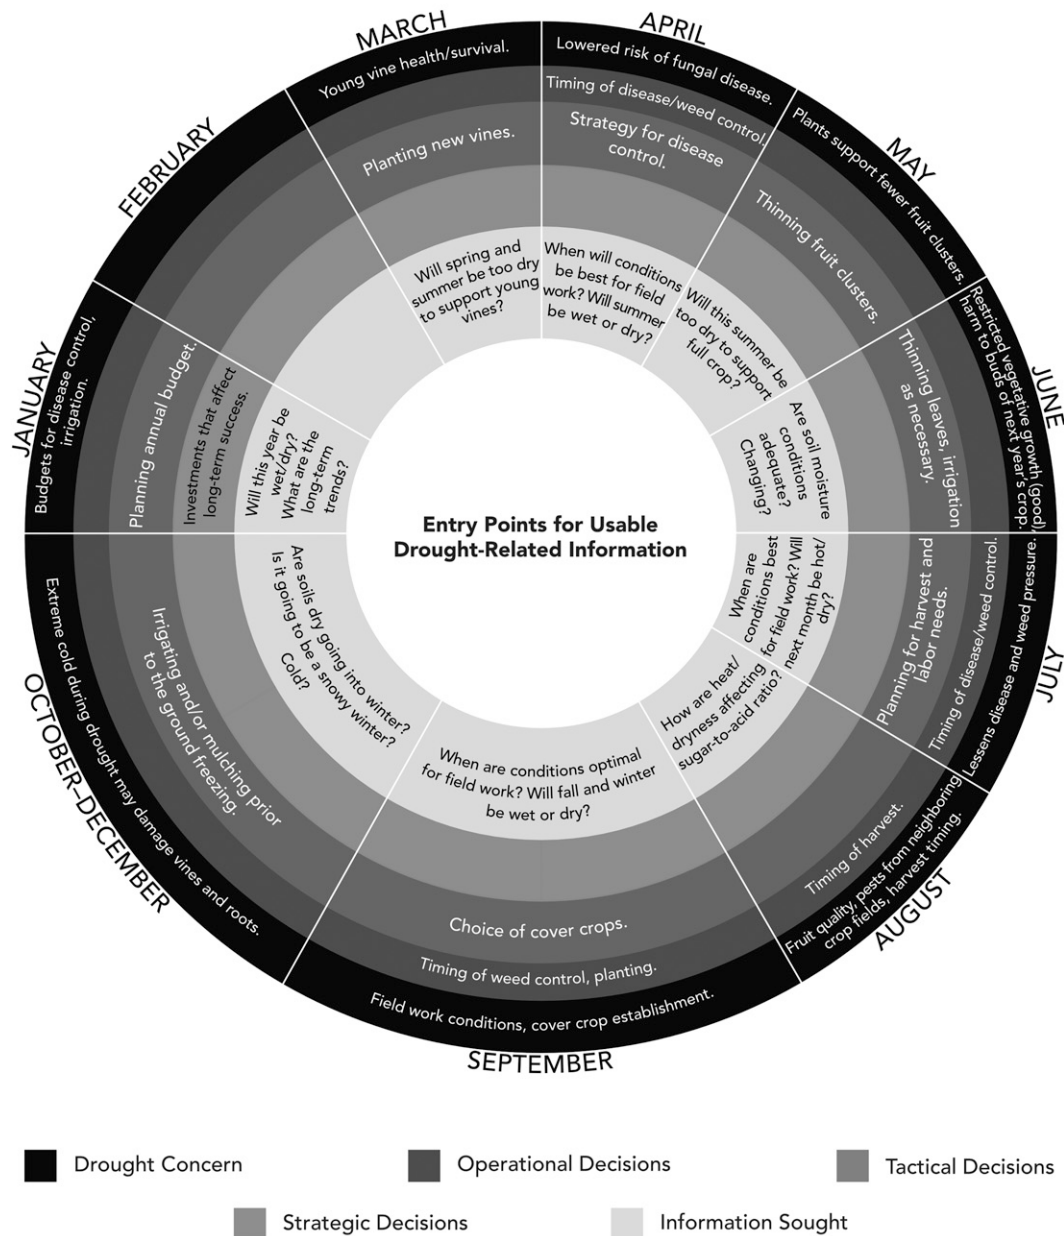 Entry Points for Usable
Drought-Related Information
JANUARY
Budgets for disease control,
irrigation.
Planning annual budget.
Investments that affect
long-term success.
Will this year be
wet/dry?
What are the
long-term
trends?
FEBRUARY
MARCH
Young vine health/survival.
Planting new vines.
Will spring and
summer be too dry
to support young
vines?
APRIL
Lowered risk of fungal disease.
Timing of disease/weed control.
Strategy for disease
control.
When will conditions
be best for field
work? Will summer
be wet or dry?
MAY
Plants support fewer fruit clusters.
Thinning fruit clusters.
Will this summer be
too dry to support
full crop?
JUNE
Restricted vegetative growth (good),
harm to buds of next year's crop.
Thinning leaves, irrigation
as necessary.
Are soil moisture
conditions
adequate?
Changing?
JULY
Lessens disease and weed pressure.
Timing of disease/weed control.
Planning for harvest and
labor needs.
When are
conditions best
for field work? Will
next month be hot/
dry?
AUGUST
Fruit quality, pests from neighboring
crop fields, harvest timing.
Timing of harvest.
How are heat/
dryness affecting
sugar-to-acid ratio?
SEPTEMBER
Field work conditions, cover crop establishment.
Timing of weed control, planting.
Choice of cover crops.
When are conditions optimal
for field work? Will fall and winter
be wet or dry?
OCTOBER–DECEMBER
Extreme cold during drought may damage vines and roots.
Irrigating and/or mulching prior
to the ground freezing.
Are soils dry going into winter?
Is it going to be a snowy winter?
Cold?
Drought Concern
Operational Decisions
Tactical Decisions
Strategic Decisions
Information Sought